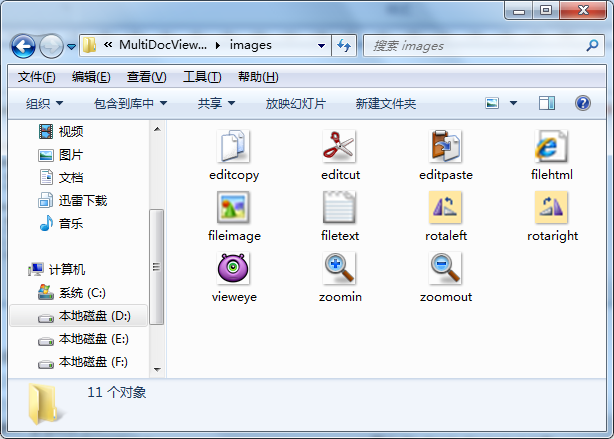 « MultiDocView... ▸ images
搜索 images
文件(F) 编辑(E) 查看(V) 工具(T) 帮助(H)
组织 包含到库中 共享 放映幻灯片 新建文件夹
视频
图片
文档
迅雷下载
音乐
计算机
系统 (C:)
本地磁盘 (D:)
本地磁盘 (E:)
本地磁盘 (F:)
editcopy editcut editpaste filehtml
fileimage filetext rotaleft rotaright
vieweye zoomin zoomout
11 个对象